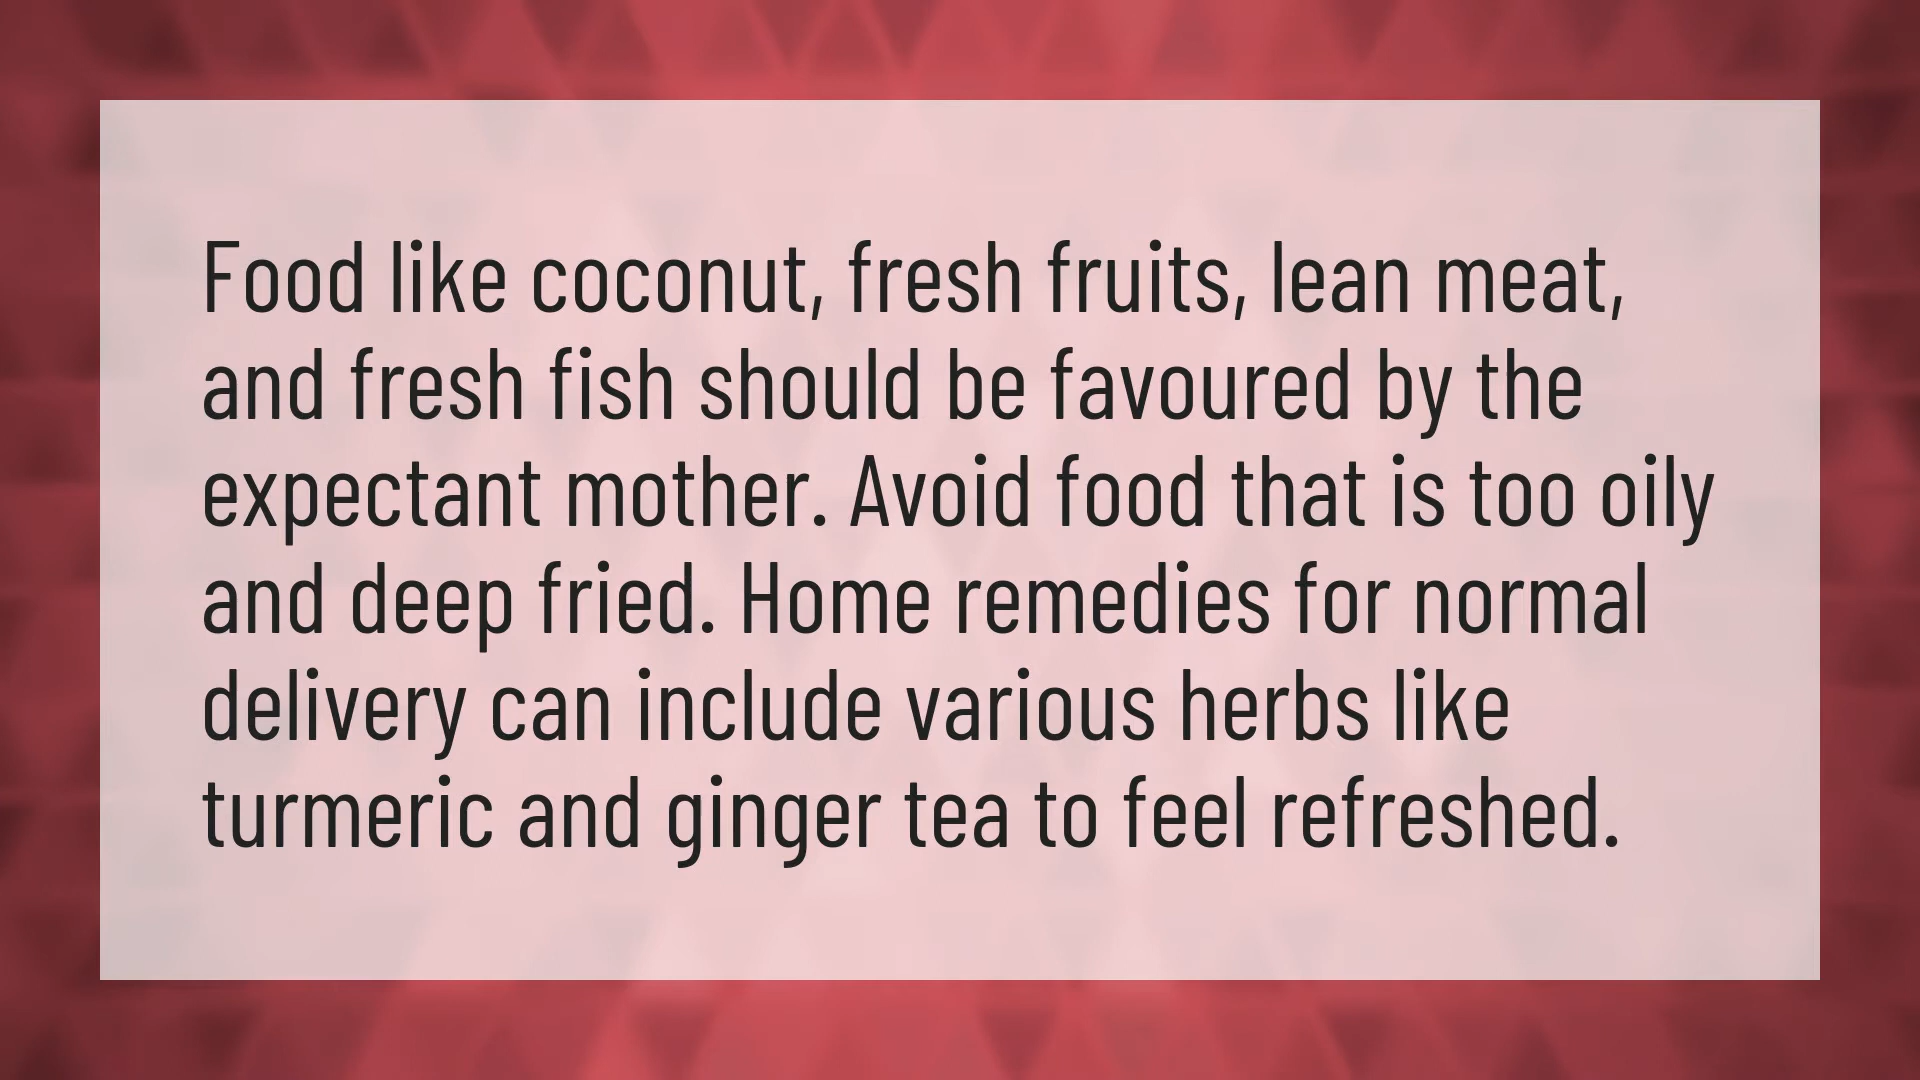 Food like coconut, fresh fruits, lean meat,
and fresh fish should be favoured by the
expectant mother. Avoid food that is too oily
and deep fried. Home remedies for normal
delivery can include various herbs like
turmeric and ginger tea to feel refreshed.